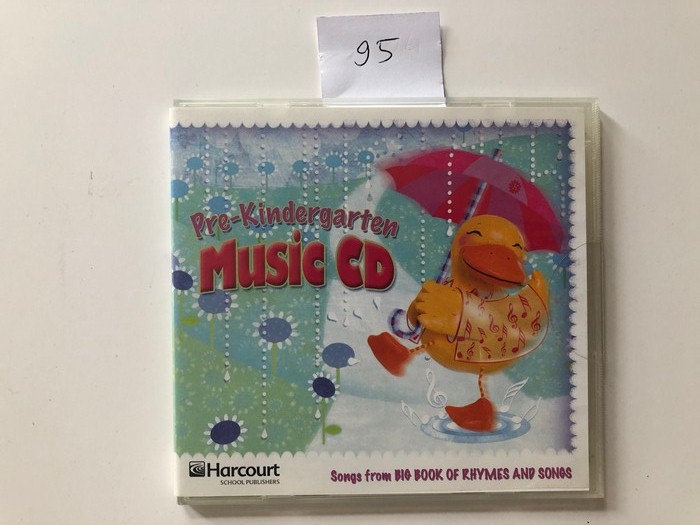 95
Pre-Kindergarten
Music CD
Harcourt
SCHOOL PUBLISHERS
Songs from BIG BOOK OF RHYMES AND SONGS